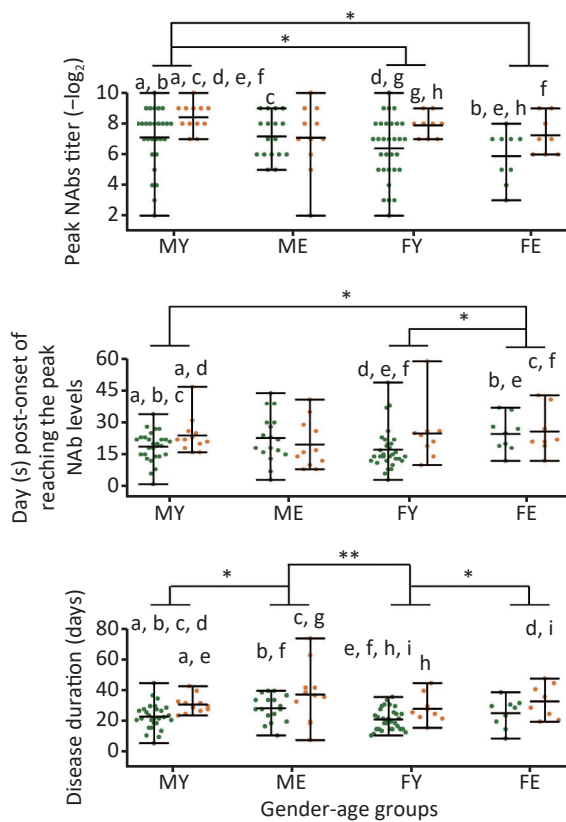 *
*
a, b
a, c, d, e, f
c
d, g
g, h
b, e, h
f
10
8
6
4
2
Peak NAbs titer (−log₂)
MY
ME
FY
FE
*
*
a, b, c
a, d
d, e, f
b, e
c, f
60
45
30
15
0
Day (s) post-onset of
reaching the peak
NAb levels
MY
ME
FY
FE
**
*
*
a, b, c, d
a, e
b, f
c, g
e, f, h, i
h
d, i
80
60
40
20
0
Disease duration (days)
MY
ME
FY
FE
Gender-age groups